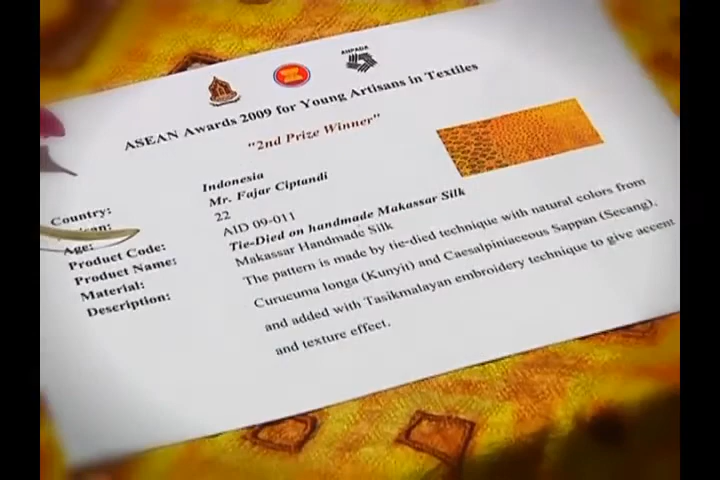 AHPADA
ASEAN Awards 2009 for Young Artisans in Textiles
"2nd Prize Winner"
Country: Indonesia
Mr. Fajar Ciptandi
Age: 22
Product Code: AID 09-011
Product Name: Tie-Died on handmade Makassar Silk
Material: Makassar Handmade Silk
Description: The pattern is made by tie-died technique with natural colors from
Curucuma longa (Kunyit) and Caesalpiniaceous Sappan (Secang),
and added with Tasikmalayan embroidery technique to give accent
and texture effect.